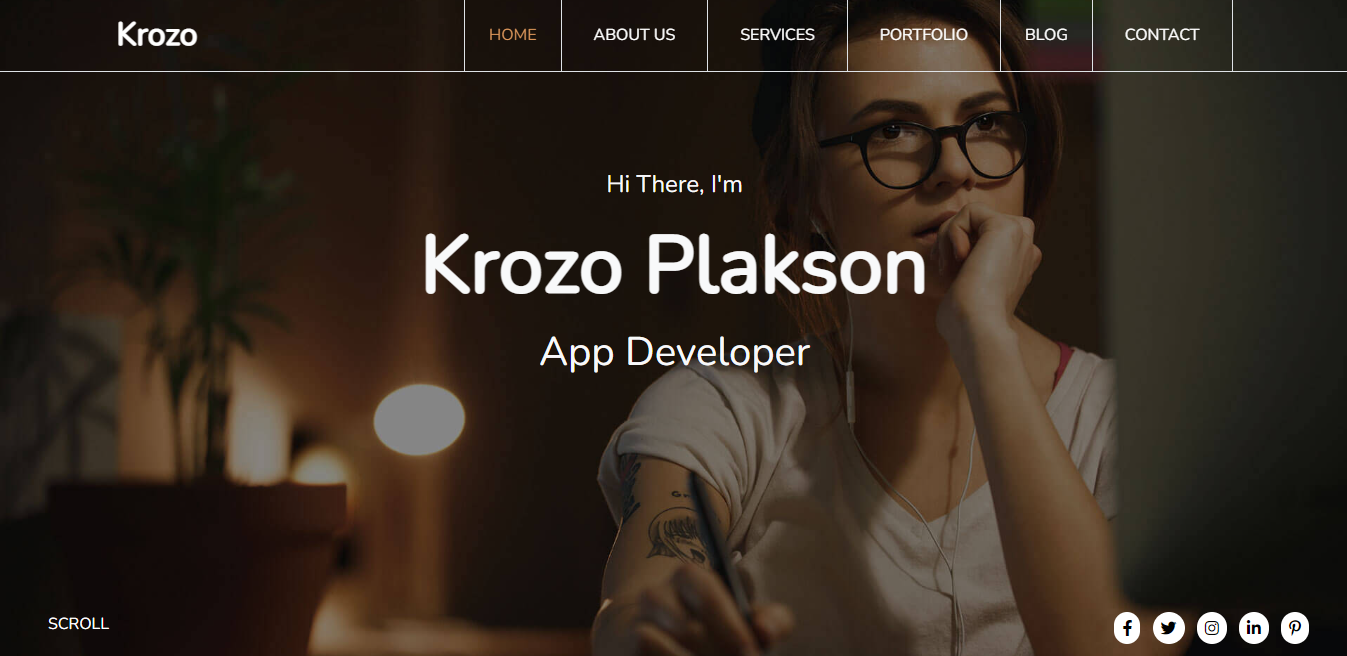 Krozo
HOME
ABOUT US
SERVICES
PORTFOLIO
BLOG
CONTACT
Hi There, I'm
Krozo Plakson
App Developer
SCROLL